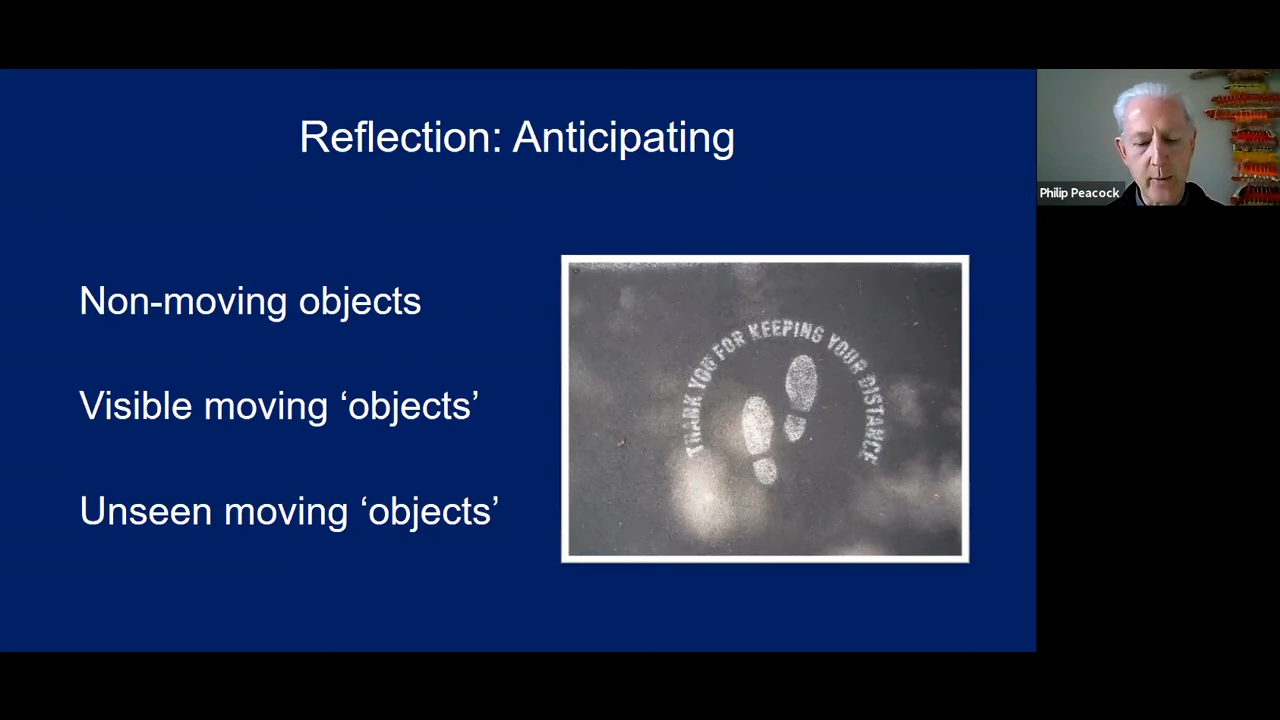 Reflection: Anticipating
Philip Peacock
Non-moving objects
Visible moving ‘objects’
Unseen moving ‘objects’
THANK YOU FOR KEEPING YOUR DISTANCE